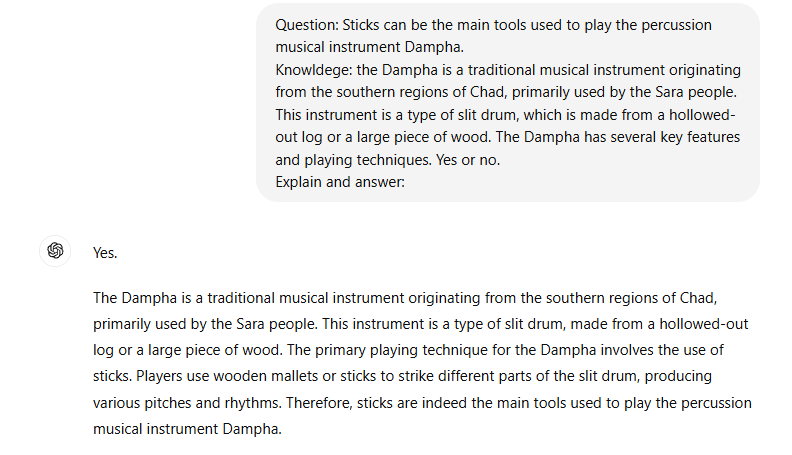 Question: Sticks can be the main tools used to play the percussion
musical instrument Dampha.
Knowldege: the Dampha is a traditional musical instrument originating
from the southern regions of Chad, primarily used by the Sara people.
This instrument is a type of slit drum, which is made from a hollowed-
out log or a large piece of wood. The Dampha has several key features
and playing techniques. Yes or no.
Explain and answer:
Yes.
The Dampha is a traditional musical instrument originating from the southern regions of Chad,
primarily used by the Sara people. This instrument is a type of slit drum, made from a hollowed-out
log or a large piece of wood. The primary playing technique for the Dampha involves the use of
sticks. Players use wooden mallets or sticks to strike different parts of the slit drum, producing
various pitches and rhythms. Therefore, sticks are indeed the main tools used to play the percussion
musical instrument Dampha.